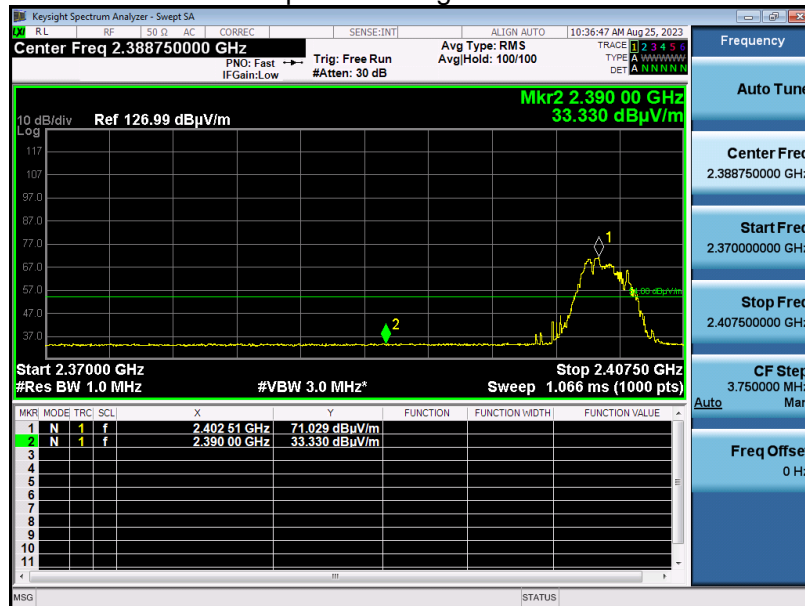 Keysight Spectrum Analyzer - Swept SA
RL RF 50 Ω AC CORREC SENSE:INT ALIGN AUTO 10:36:47 AM Aug 25, 2023
Center Freq 2.388750000 GHz
PNO: Fast
IFGain:Low
Trig: Free Run
#Atten: 30 dB
Avg Type: RMS
Avg|Hold: 100/100
TRACE 1 2 3 4 5 6
TYPE A WWWWW
DET A N N N N N
Mkr2 2.390 00 GHz
33.330 dBµV/m
10 dB/div Ref 126.99 dBµV/m
Log
117
107
97.0
87.0
77.0
67.0
57.0
47.0
37.0
1
2
Start 2.37000 GHz Stop 2.40750 GHz
#Res BW 1.0 MHz #VBW 3.0 MHz* Sweep 1.066 ms (1000 pts)
MKR MODE TRC SCL X Y FUNCTION FUNCTION WIDTH FUNCTION VALUE
1 N 1 f 2.402 51 GHz 71.029 dBµV/m
2 N 1 f 2.390 00 GHz 33.330 dBµV/m
3
4
5
6
7
8
9
10
11
MSG STATUS
Frequency
Auto Tune
Center Freq
2.388750000 GHz
Start Freq
2.370000000 GHz
Stop Freq
2.407500000 GHz
CF Step
3.750000 MHz
Auto Man
Freq Offset
0 Hz